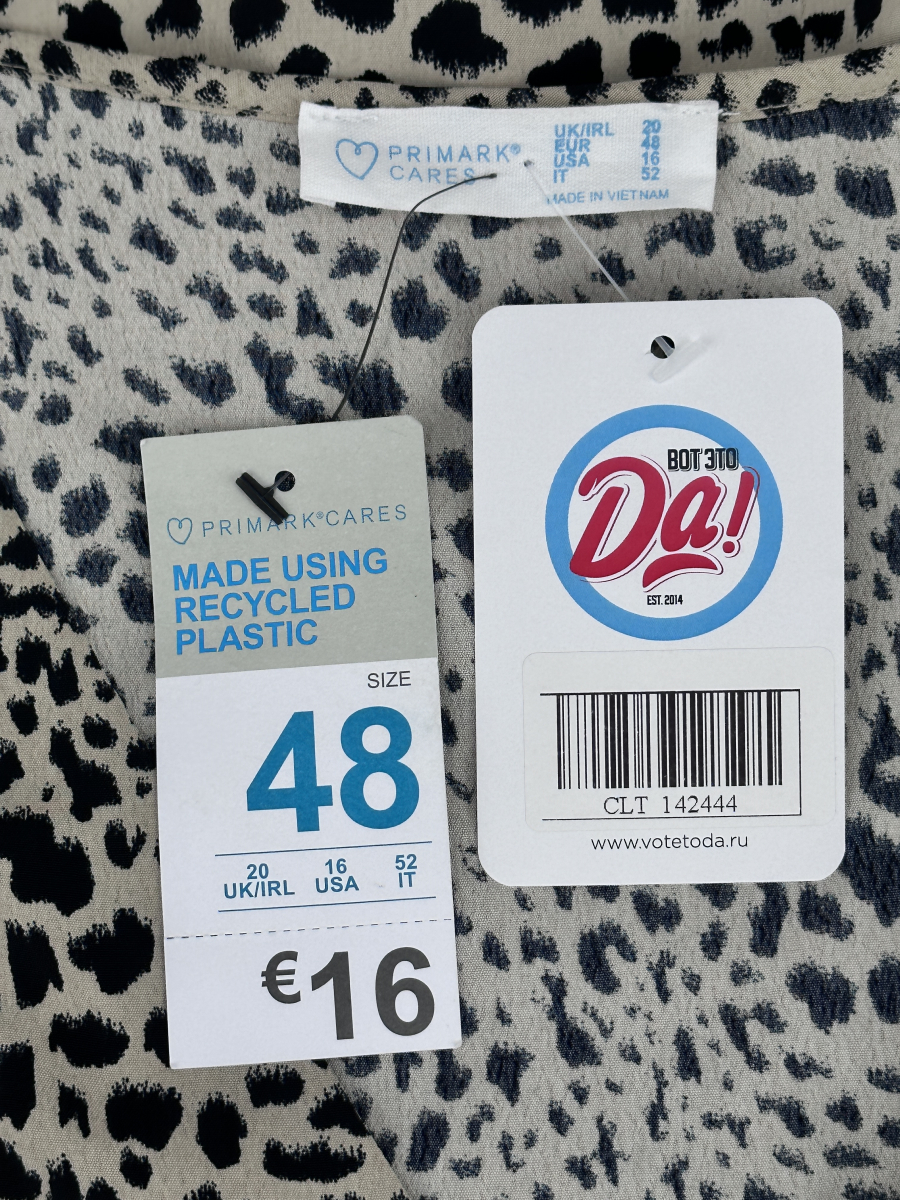 PRIMARK®
CARES
UK/IRL 20
EUR 48
USA 16
IT 52
MADE IN VIETNAM
PRIMARK®CARES
MADE USING
RECYCLED
PLASTIC
SIZE
48
20 16 52
UK/IRL USA IT
€16
ВОТ ЭТО
Да!
EST. 2014
CLT 142444
www.votetoda.ru